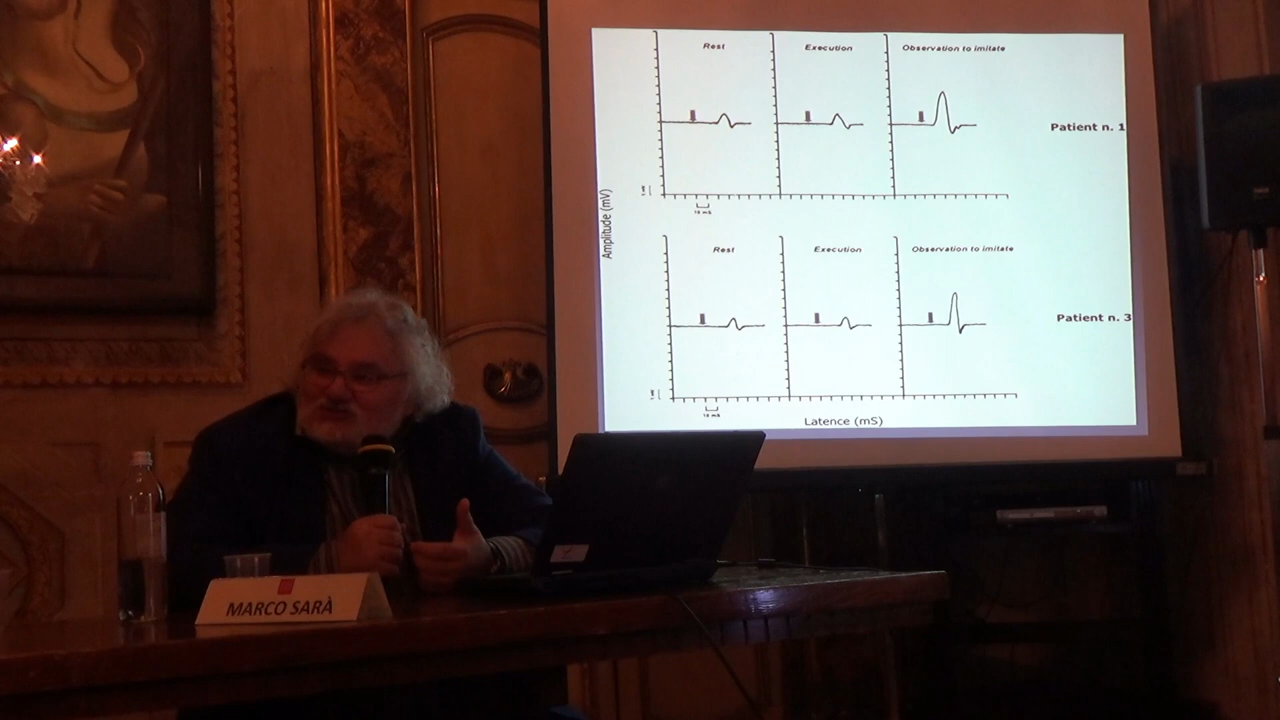 Rest Execution Observation to imitate
Patient n. 1
Amplitude (mV)
10 mS
Rest Execution Observation to imitate
Patient n. 3
10 mS
Latence (mS)
MARCO SARÀ